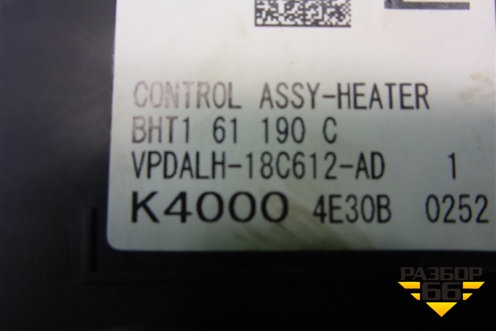 CONTROL ASSY-HEATER
BHT1 61 190 C
VPDALH-18C612-AD 1
K4000 4E30B 0252
РАЗБОР
66